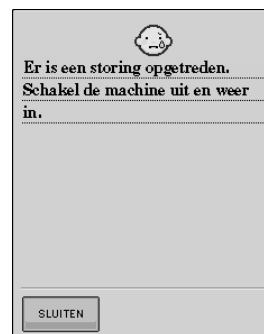 Er is een storing opgetreden.
Schakel de machine uit en weer
in.
SLUITEN